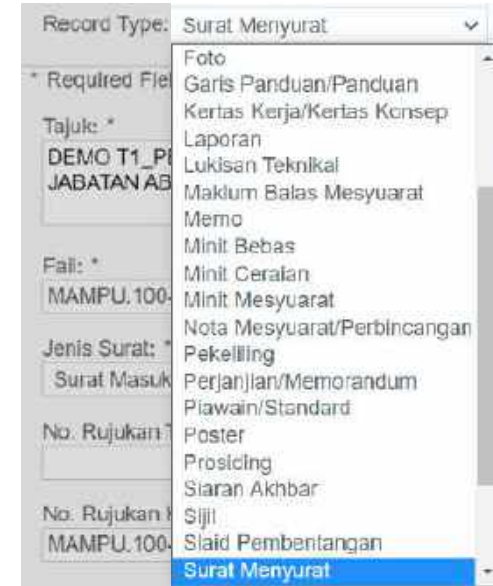 Record Type: Surat Menyurat
Foto
* Required Fiel
Garis Panduan/Panduan
Kertas Kerja/Kertas Konsep
Tajuk: *
Laporan
DEMO T1_PE
Lukisan Teknikal
JABATAN AB
Maklum Balas Mesyuarat
Memo
Minit Bebas
Fail: *
Minit Ceraian
MAMPU.100-
Minit Mesyuarat
Nota Mesyuarat/Perbincangan
Jenis Surat: *
Pekeliling
Surat Masuk
Perjanjian/Memorandum
Piawain/Standard
No. Rujukan T
Poster
Prosiding
Siaran Akhbar
No. Rujukan
Sijil
MAMPU.100-
Slaid Pembentangan
Surat Menyurat